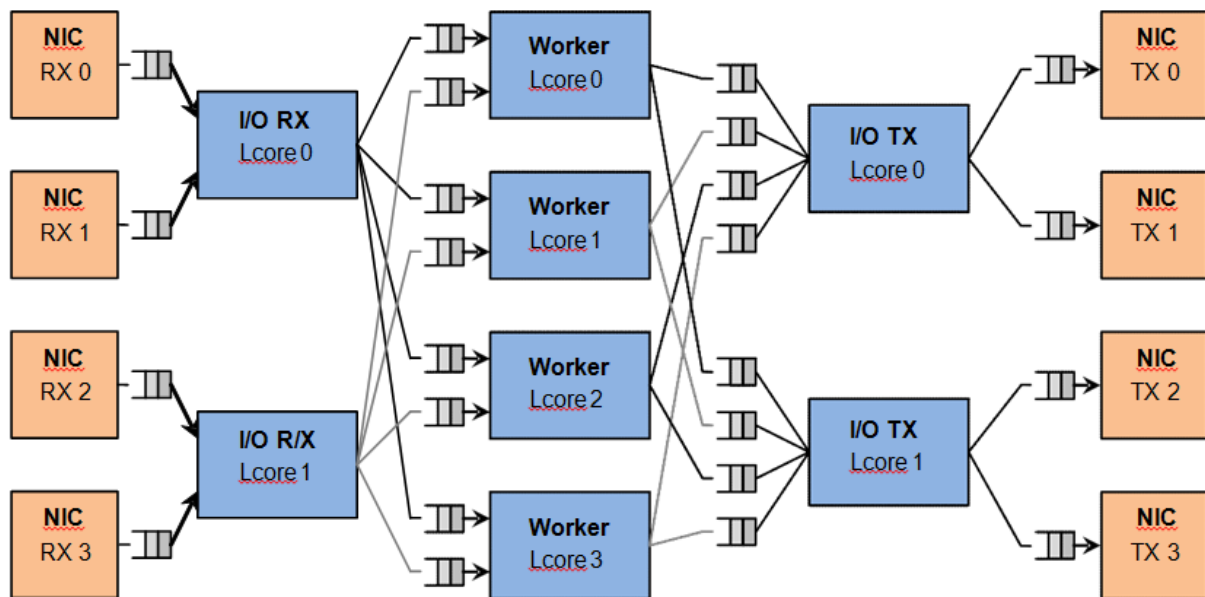 NIC
RX 0
NIC
RX 1
NIC
RX 2
NIC
RX 3
I/O RX
Lcore 0
I/O R/X
Lcore 1
Worker
Lcore 0
Worker
Lcore 1
Worker
Lcore 2
Worker
Lcore 3
I/O TX
Lcore 0
I/O TX
Lcore 1
NIC
TX 0
NIC
TX 1
NIC
TX 2
NIC
TX 3